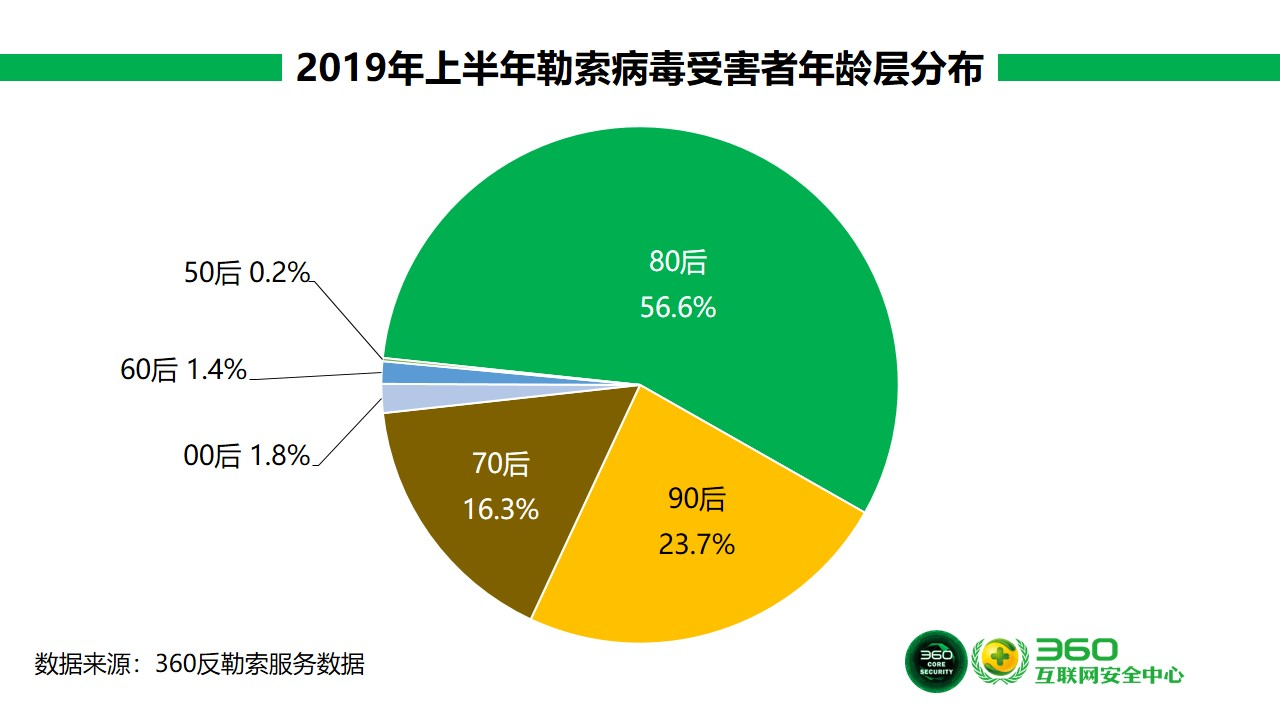 2019年上半年勒索病毒受害者年龄层分布
80后
56.6%
50后 0.2%
60后 1.4%
00后 1.8%
70后
16.3%
90后
23.7%
数据来源：360反勒索服务数据
360
CORE
SECURITY
360
互联网安全中心